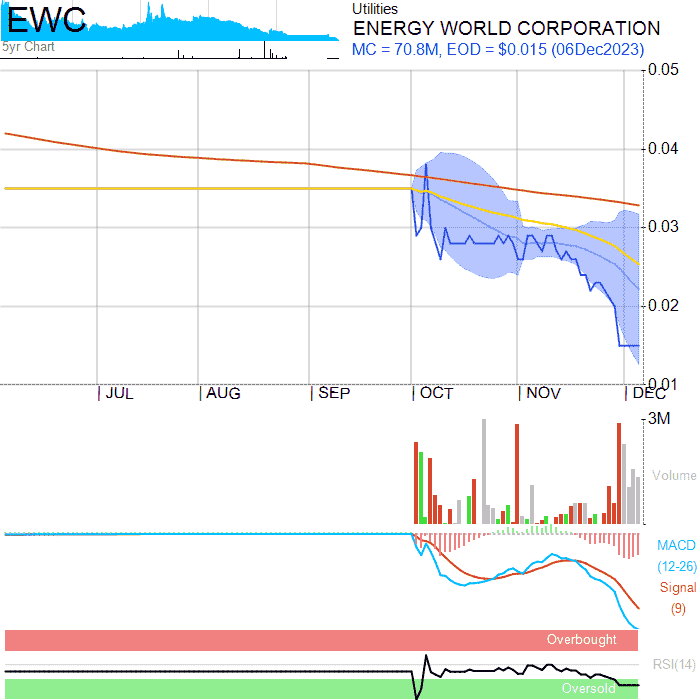 EWC
5yr Chart
Utilities
ENERGY WORLD CORPORATION
MC = 70.8M, EOD = $0.015 (06Dec2023)
0.05
0.04
0.03
0.02
0.01
JUL AUG SEP OCT NOV DEC
3M
Volume
MACD
(12-26)
Signal
(9)
Overbought
RSI(14)
Oversold